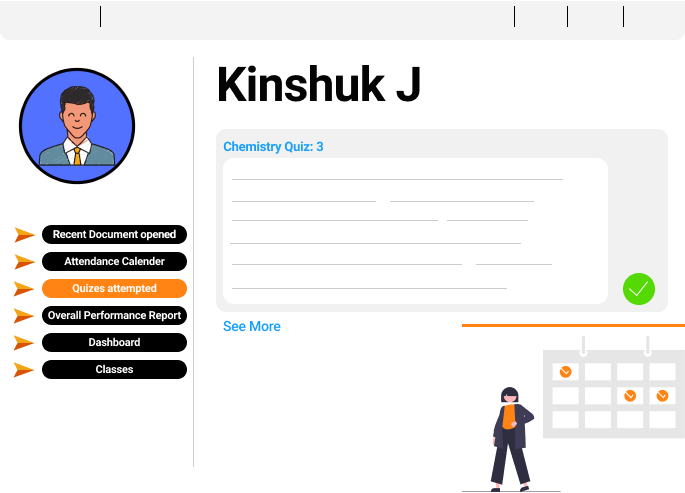 Kinshuk J
Chemistry Quiz: 3
Recent Document opened
Attendance Calender
Quizes attempted
Overall Performance Report
Dashboard
Classes
See More